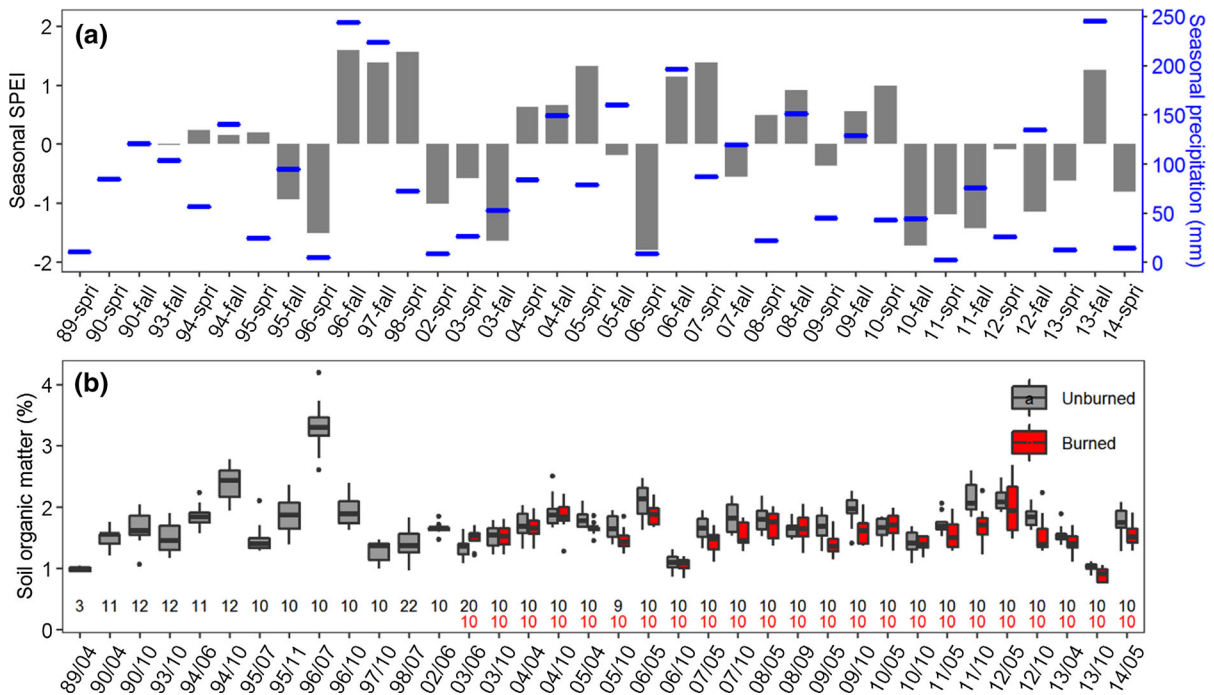 (a)
Seasonal SPEI
2
1
0
-1
-2
250
200
150
100
50
0
Seasonal precipitation (mm)
89-spri
90-spri
90-fall
93-fall
94-spri
94-fall
95-spri
95-fall
96-spri
96-fall
97-fall
98-spri
02-spri
03-spri
03-fall
04-spri
04-fall
05-spri
05-fall
06-spri
06-fall
07-spri
07-fall
08-spri
08-fall
09-spri
09-fall
10-spri
10-fall
11-spri
11-fall
12-spri
12-fall
13-spri
13-fall
14-spri
(b)
Soil organic matter (%)
4
3
2
1
0
a Unburned
Burned
3 11 12 12 11 12 10 10 10 10 10 22 10 20 10 10 10 10 9 10 10 10 10 10 10 10 10 10 10 10 10 10 10 10 10 10
10 10 10 10 10 10 10 10 10 10 10 10 10 10 10 10 10 10 10 10 10 10 10
89/04
90/04
90/10
93/10
94/06
94/10
95/07
95/11
96/07
96/10
97/10
98/07
02/06
03/06
03/10
04/04
04/10
05/04
05/10
06/05
06/10
07/05
07/10
08/05
08/09
09/05
09/10
10/05
10/10
11/05
11/10
12/05
12/10
13/04
13/10
14/05